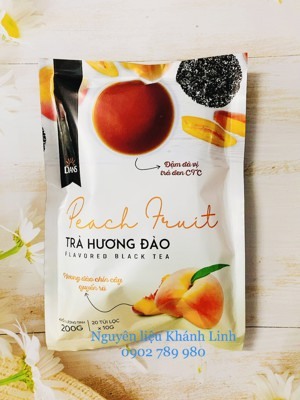 Đậm đà vị
trà đen CTC
Peach Fruit
TRÀ HƯƠNG ĐÀO
FLAVORED BLACK TEA
Hương đào chín cây
quyến rũ
200G
20 TÚI LỌC
x 10G
Nguyên liệu Khánh Linh
0902 789 980